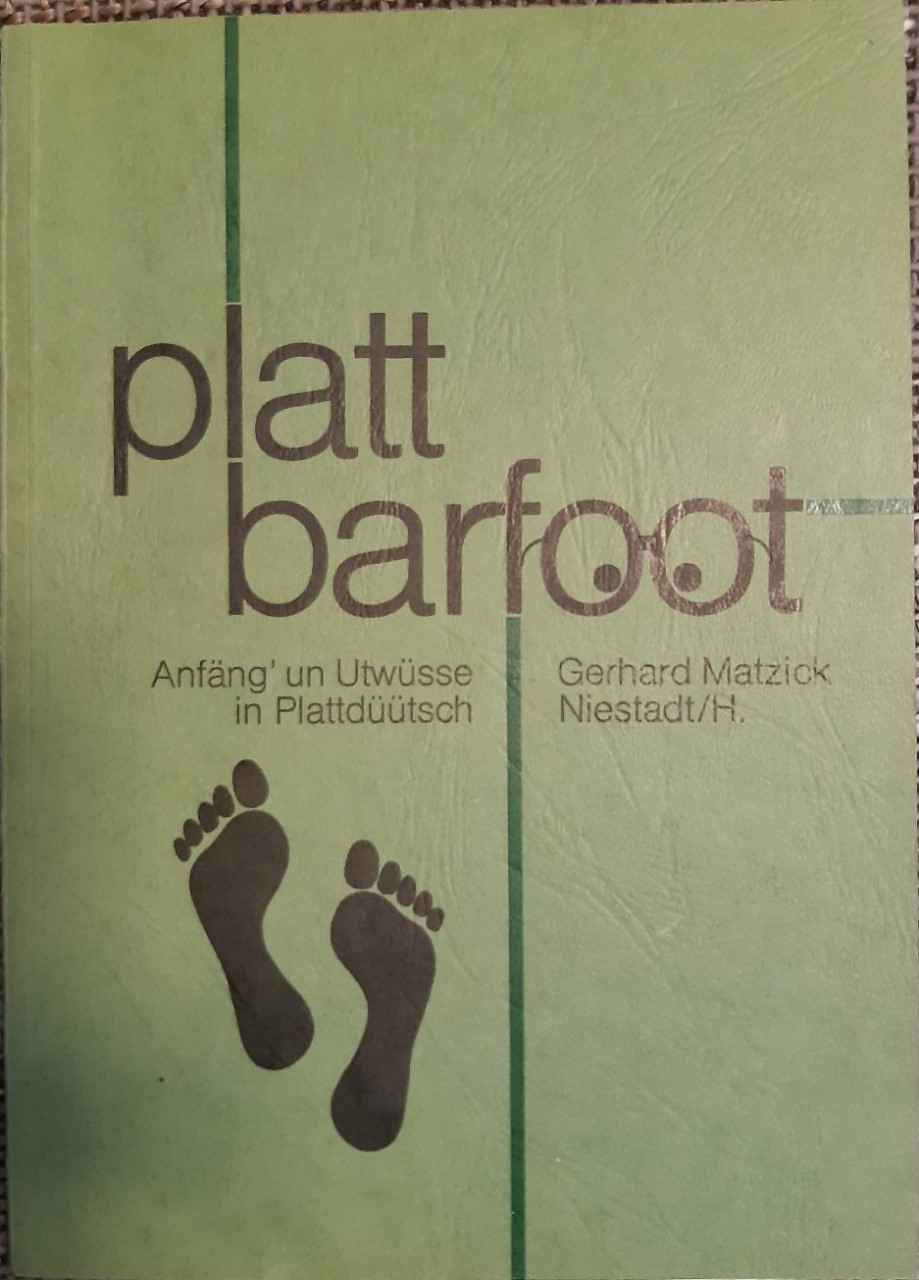 platt
barfoot
Anfäng' un Utwüsse
in Plattdüütsch
Gerhard Matzick
Niestadt/H.